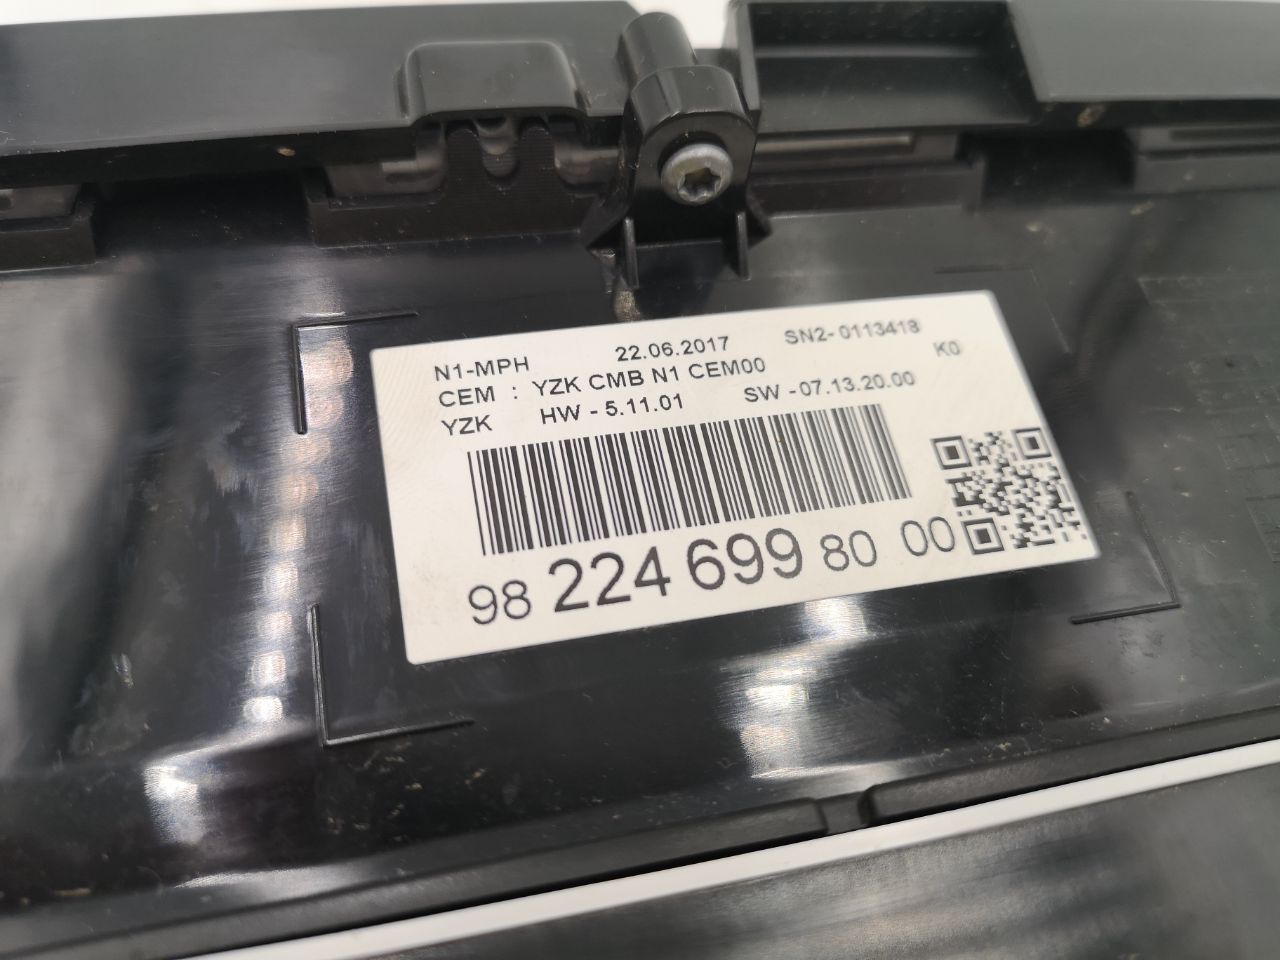 N1-MPH 22.06.2017 SN2-0113418
CEM : YZK CMB N1 CEM00 K0
YZK HW - 5.11.01 SW - 07.13.20.00
98 224 699 80 00